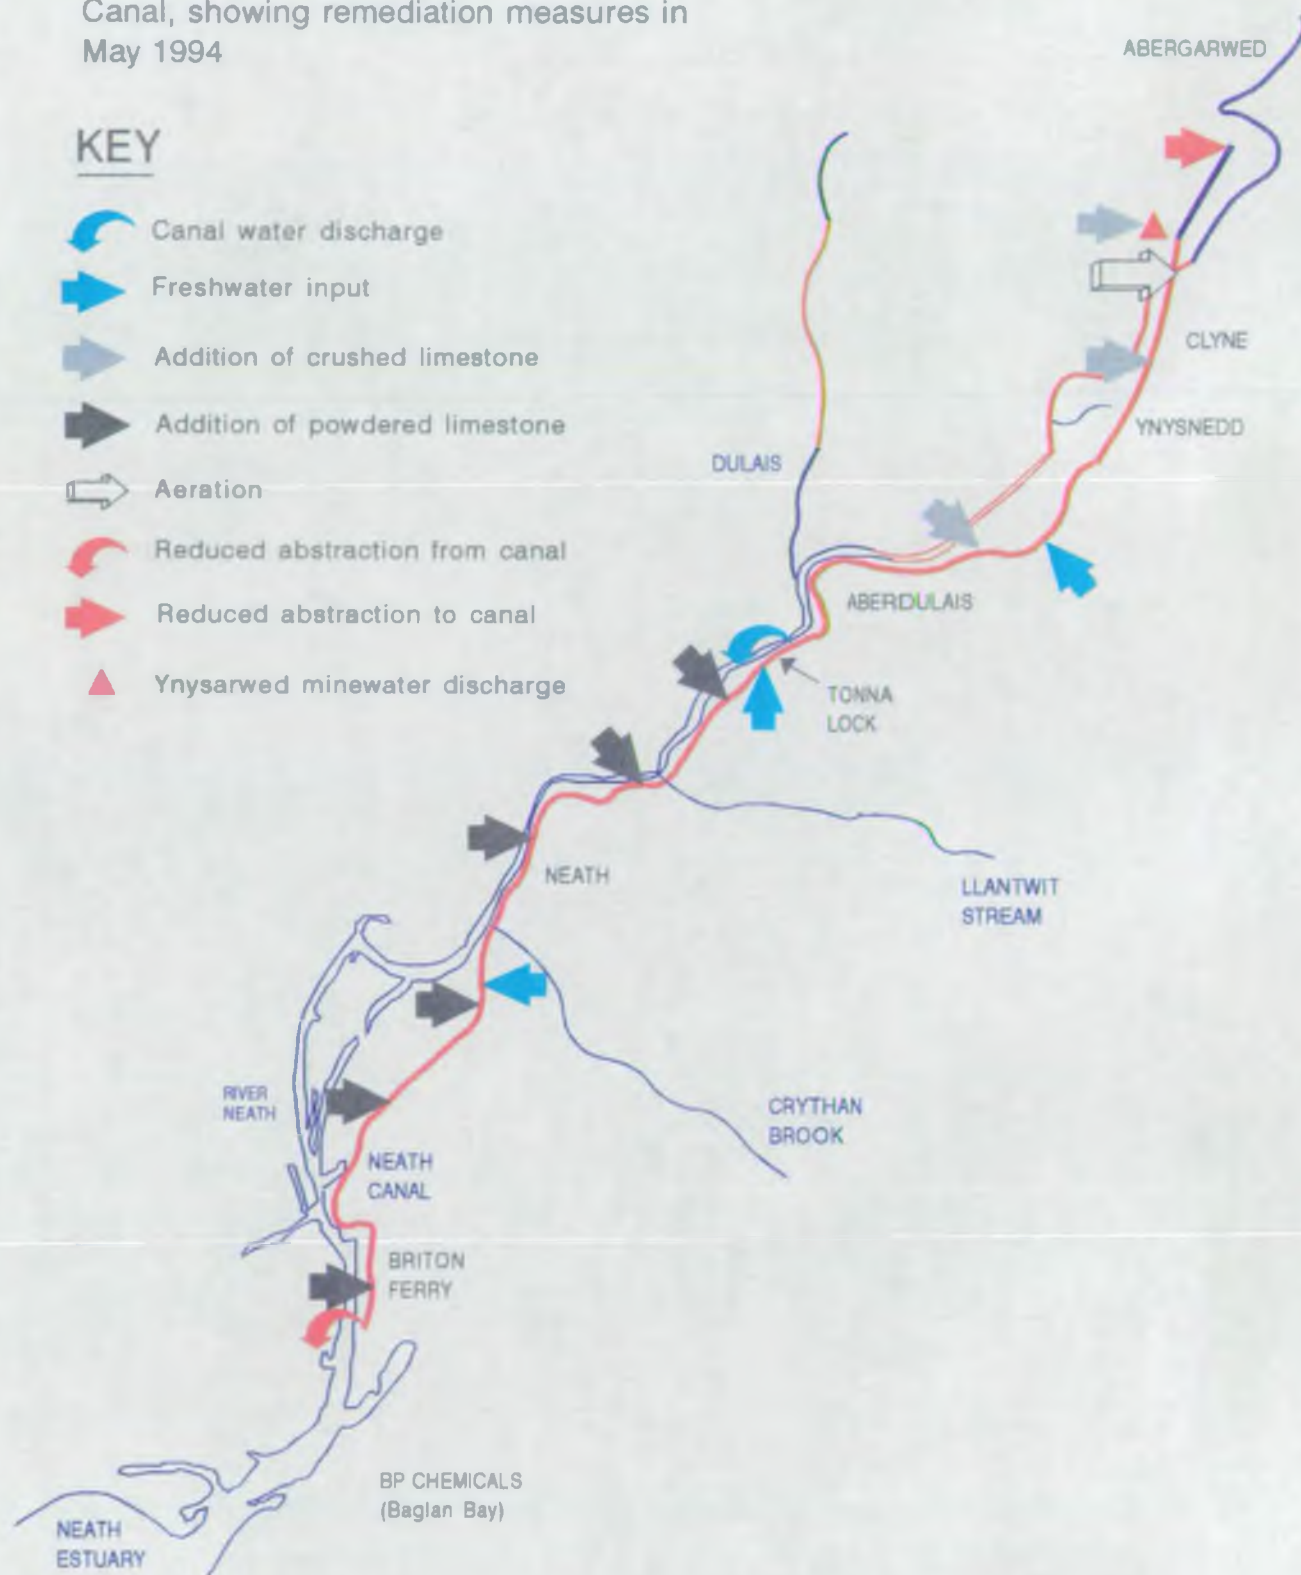 Canal, showing remediation measures in
May 1994
ABERGARWED
KEY
Canal water discharge
Freshwater input
Addition of crushed limestone
Addition of powdered limestone
Aeration
Reduced abstraction from canal
Reduced abstraction to canal
Ynysarwed minewater discharge
CLYNE
YNYSNEDD
DULAIS
ABERDULAIS
TONNA
LOCK
NEATH
LLANTWIT
STREAM
RIVER
NEATH
CRYTHAN
BROOK
NEATH
CANAL
BRITON
FERRY
BP CHEMICALS
(Baglan Bay)
NEATH
ESTUARY